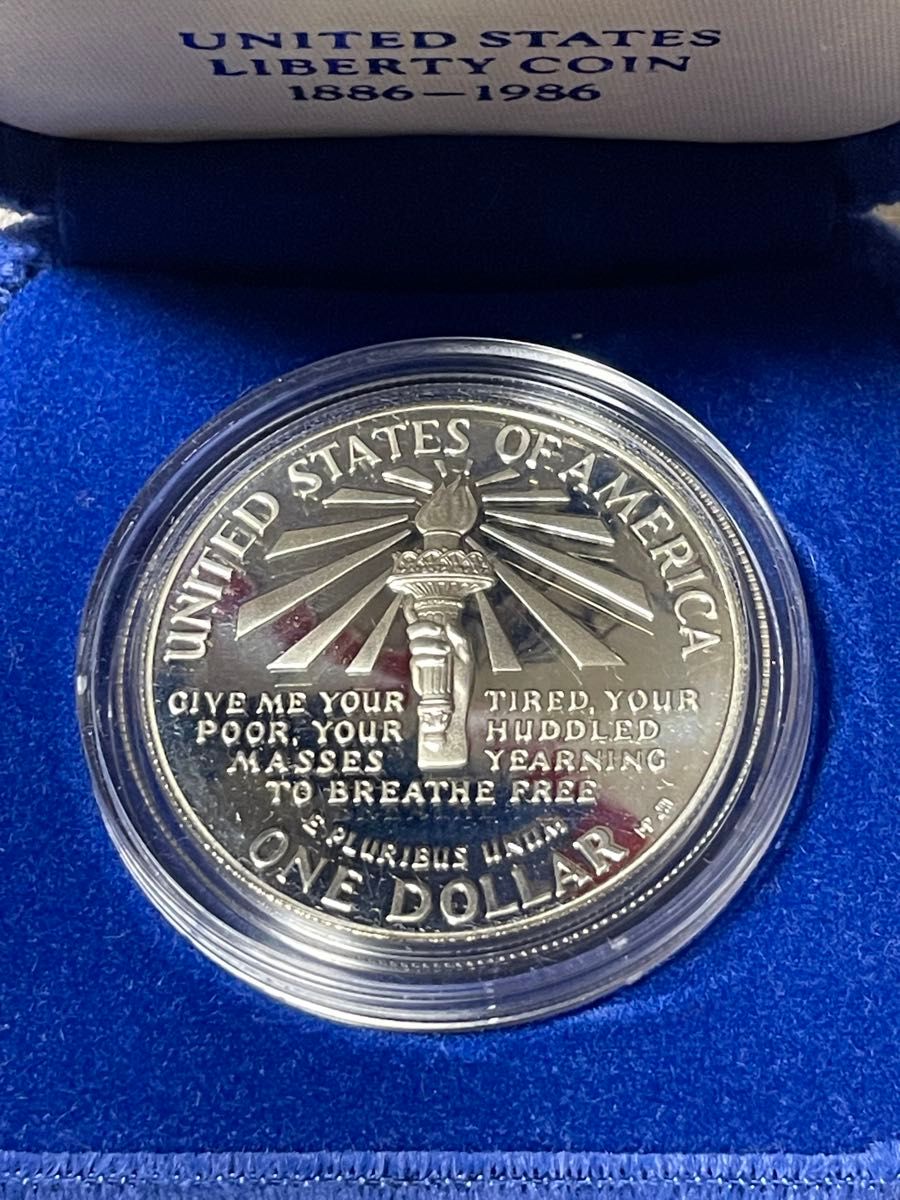 UNITED STATES
LIBERTY COIN
1886–1986
UNITED STATES OF AMERICA
GIVE ME YOUR TIRED, YOUR
POOR, YOUR HUDDLED
MASSES YEARNING
TO BREATHE FREE
E PLURIBUS UNUM
ONE DOLLAR